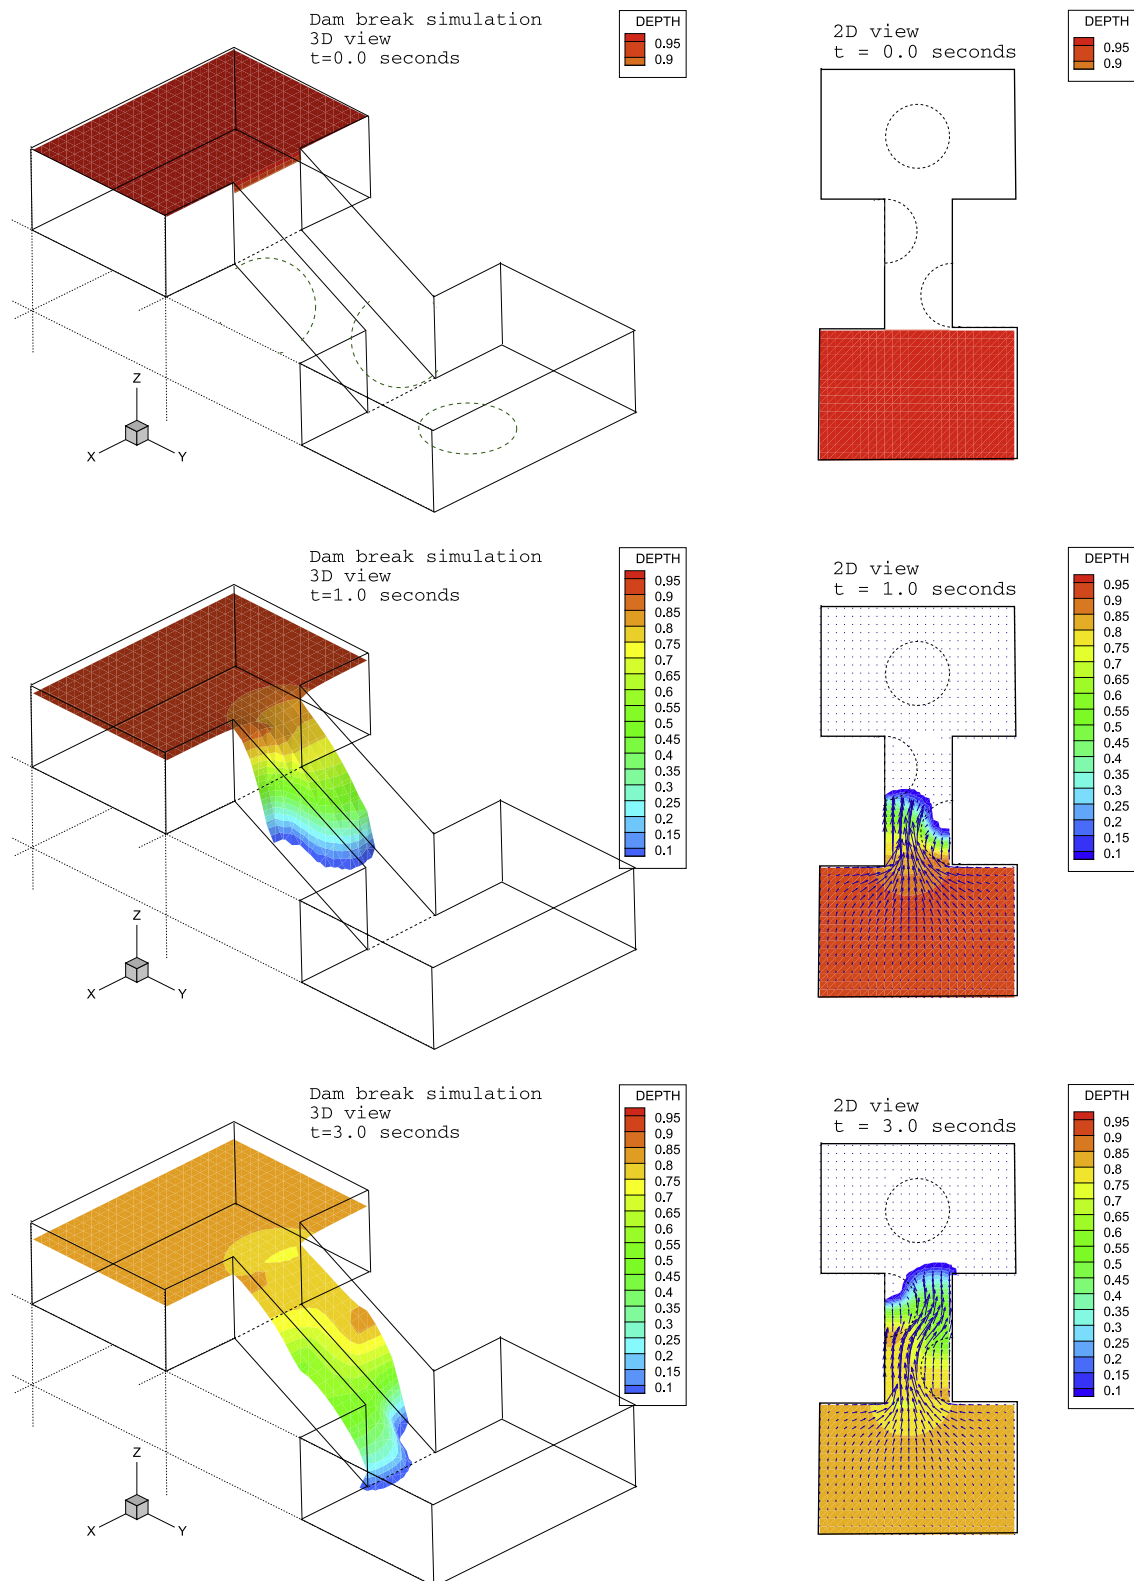 Dam break simulation
3D view
t=0.0 seconds
DEPTH
0.95
0.9
2D view
t = 0.0 seconds
DEPTH
0.95
0.9
Z
X
Y
Dam break simulation
3D view
t=1.0 seconds
DEPTH
0.95
0.9
0.85
0.8
0.75
0.7
0.65
0.6
0.55
0.5
0.45
0.4
0.35
0.3
0.25
0.2
0.15
0.1
2D view
t = 1.0 seconds
DEPTH
0.95
0.9
0.85
0.8
0.75
0.7
0.65
0.6
0.55
0.5
0.45
0.4
0.35
0.3
0.25
0.2
0.15
0.1
Z
X
Y
Dam break simulation
3D view
t=3.0 seconds
DEPTH
0.95
0.9
0.85
0.8
0.75
0.7
0.65
0.6
0.55
0.5
0.45
0.4
0.35
0.3
0.25
0.2
0.15
0.1
2D view
t = 3.0 seconds
DEPTH
0.95
0.9
0.85
0.8
0.75
0.7
0.65
0.6
0.55
0.5
0.45
0.4
0.35
0.3
0.25
0.2
0.15
0.1
Z
X
Y